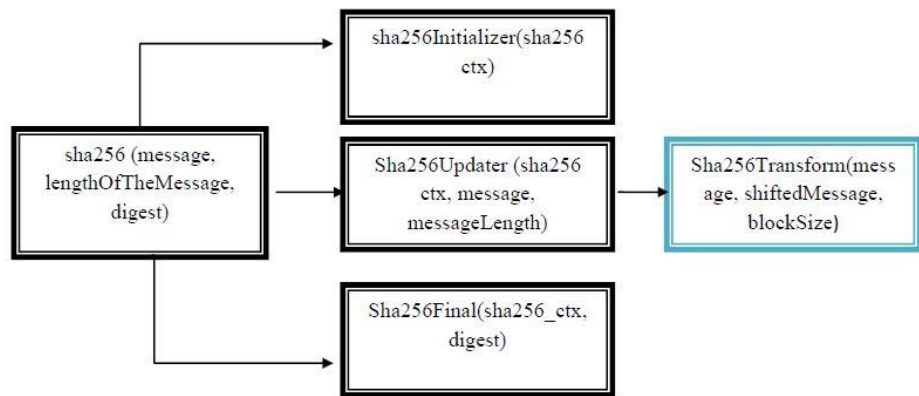 sha256Initializer(sha256
ctx)
sha256 (message,
lengthOfTheMessage,
digest)
Sha256Updater (sha256
ctx, message,
messageLength)
Sha256Transform(mess
age, shiftedMessage,
blockSize)
Sha256Final(sha256_ctx,
digest)